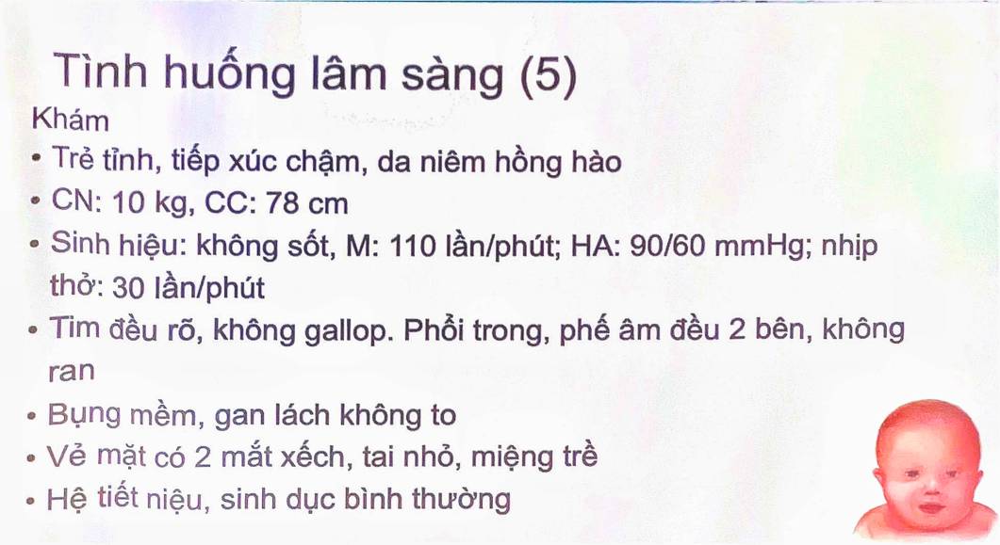 Tình huống lâm sàng (5)
Khám
• Trẻ tỉnh, tiếp xúc chậm, da niêm hồng hào
• CN: 10 kg, CC: 78 cm
• Sinh hiệu: không sốt, M: 110 lần/phút; HA: 90/60 mmHg; nhịp
thở: 30 lần/phút
• Tim đều rõ, không gallop. Phổi trong, phế âm đều 2 bên, không
ran
• Bụng mềm, gan lách không to
• Vẻ mặt có 2 mắt xếch, tai nhỏ, miệng trề
• Hệ tiết niệu, sinh dục bình thường